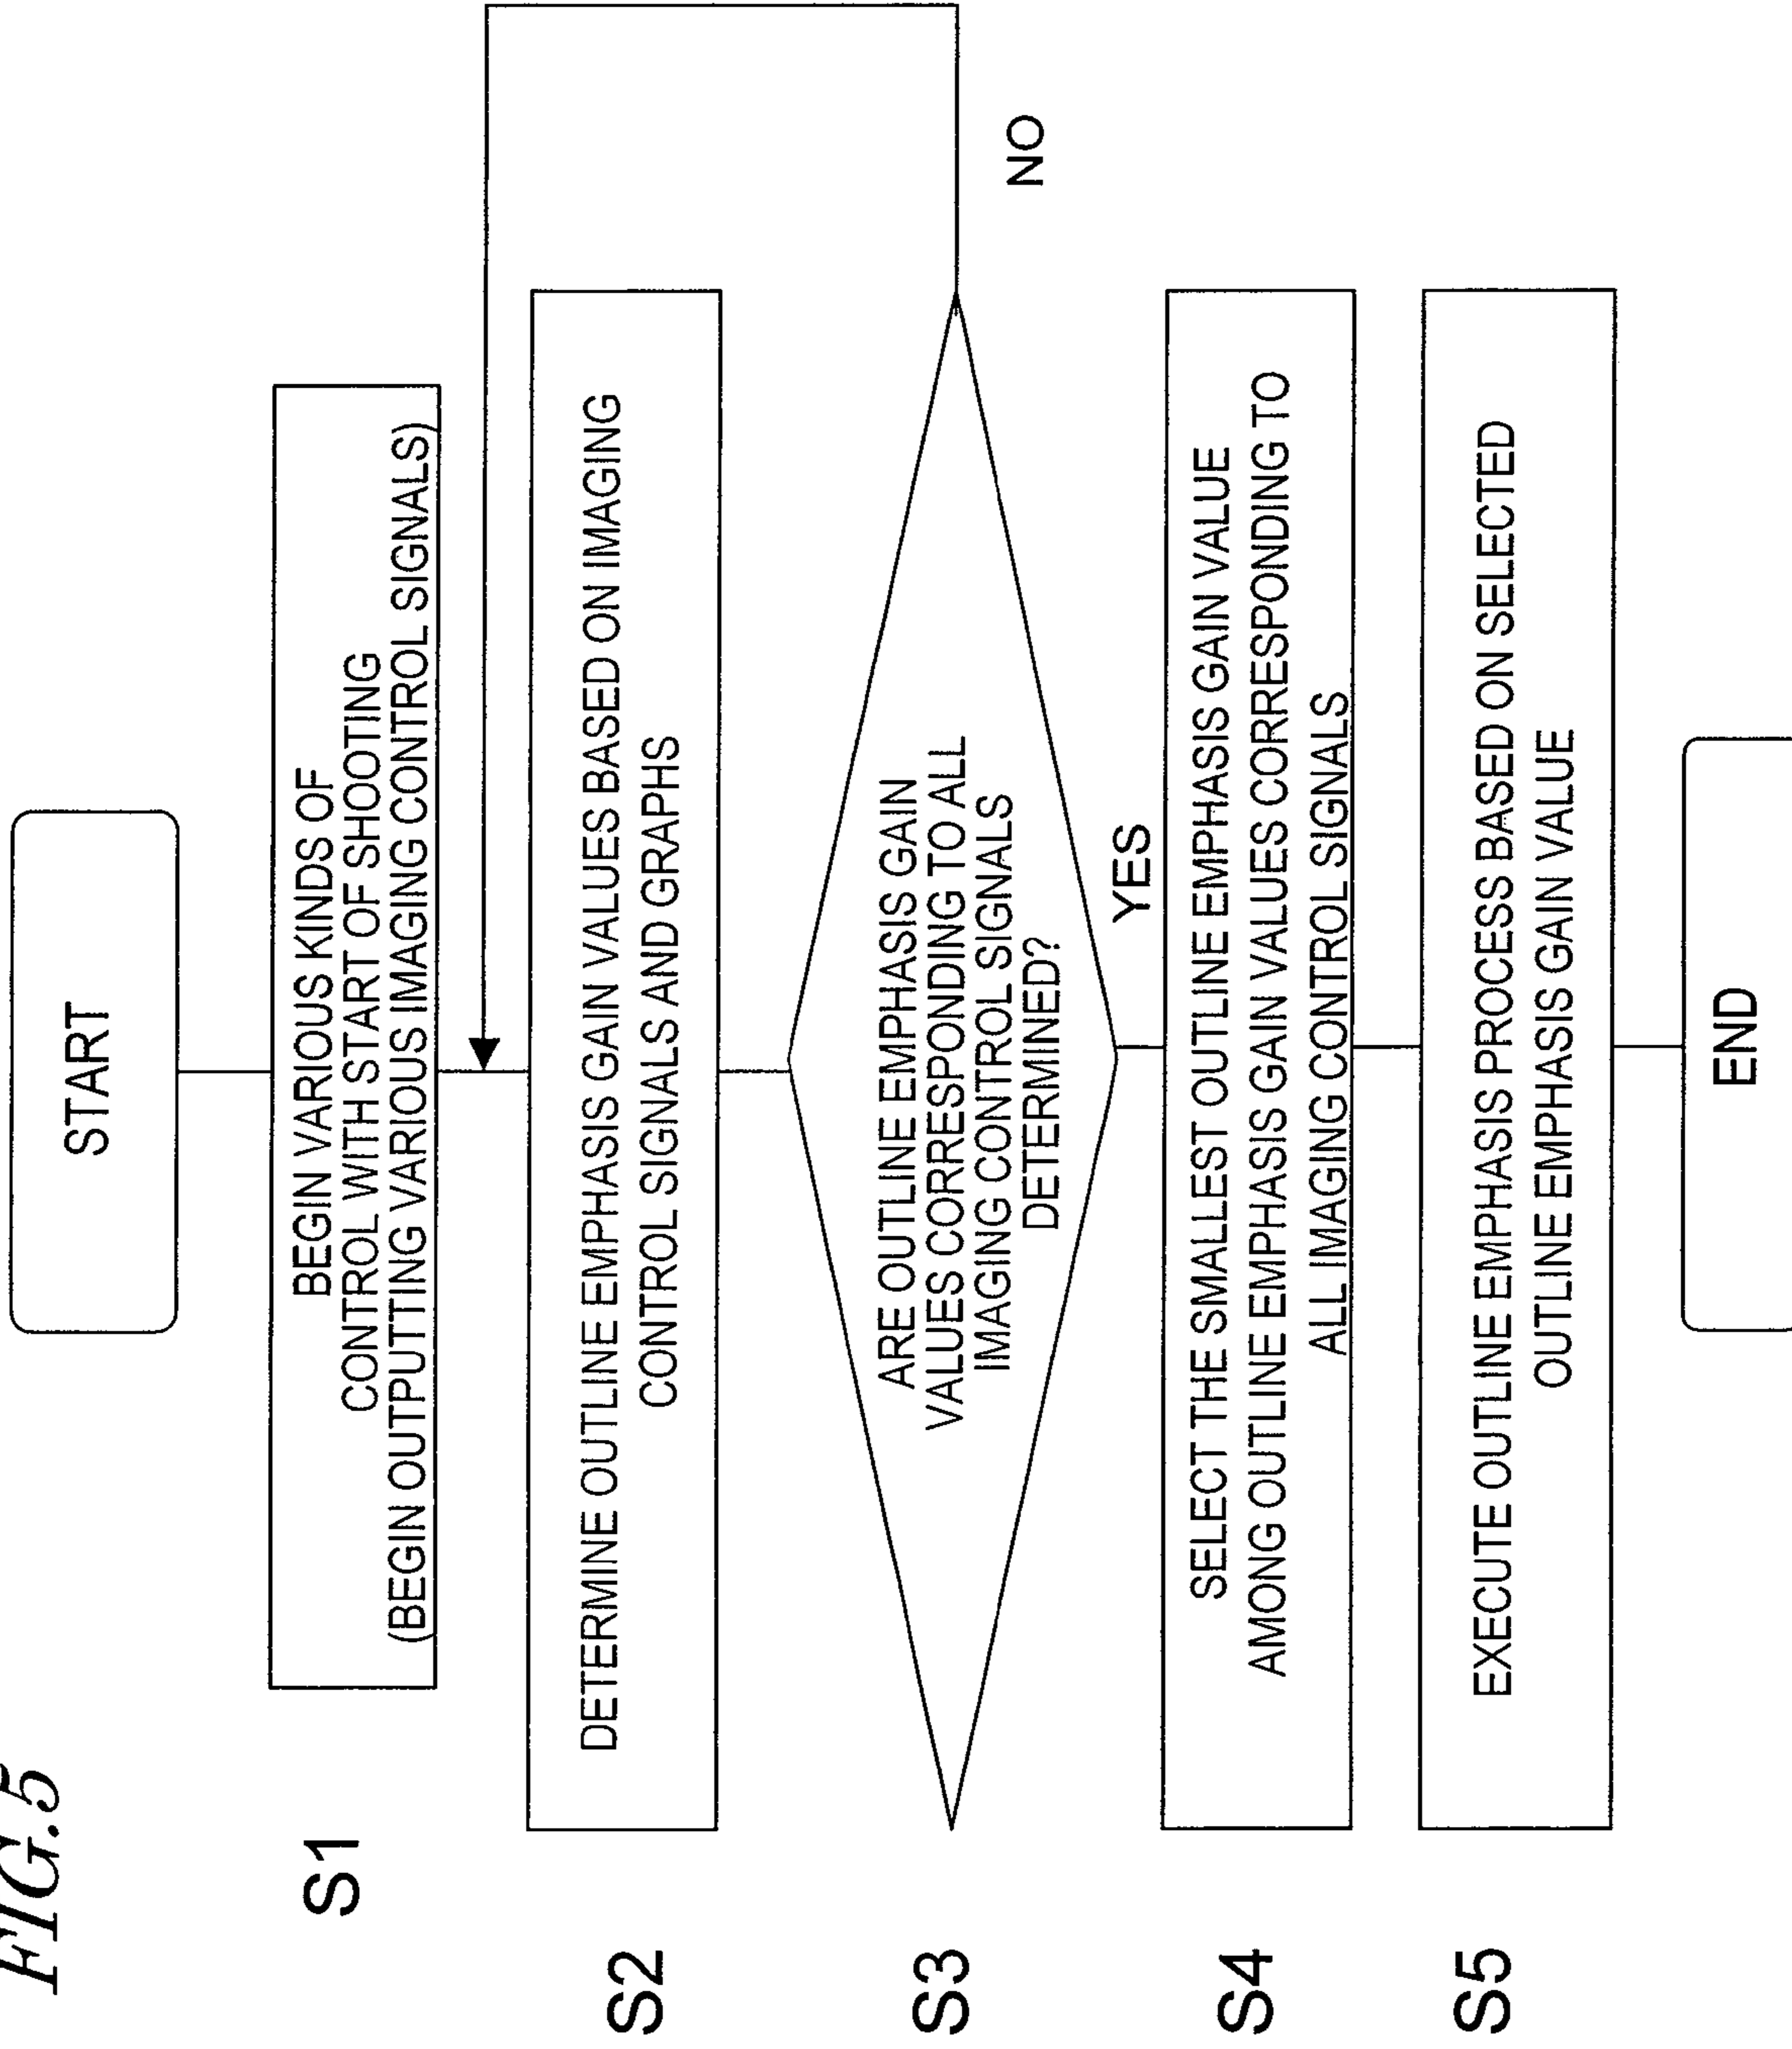 FIG.5
START
S1
BEGIN VARIOUS KINDS OF
CONTROL WITH START OF SHOOTING
(BEGIN OUTPUTTING VARIOUS IMAGING CONTROL SIGNALS)
S2
DETERMINE OUTLINE EMPHASIS GAIN VALUES BASED ON IMAGING
CONTROL SIGNALS AND GRAPHS
S3
ARE OUTLINE EMPHASIS GAIN
VALUES CORRESPONDING TO ALL
IMAGING CONTROL SIGNALS
DETERMINED?
NO
YES
S4
SELECT THE SMALLEST OUTLINE EMPHASIS GAIN VALUE
AMONG OUTLINE EMPHASIS GAIN VALUES CORRESPONDING TO
ALL IMAGING CONTROL SIGNALS
S5
EXECUTE OUTLINE EMPHASIS PROCESS BASED ON SELECTED
OUTLINE EMPHASIS GAIN VALUE
END